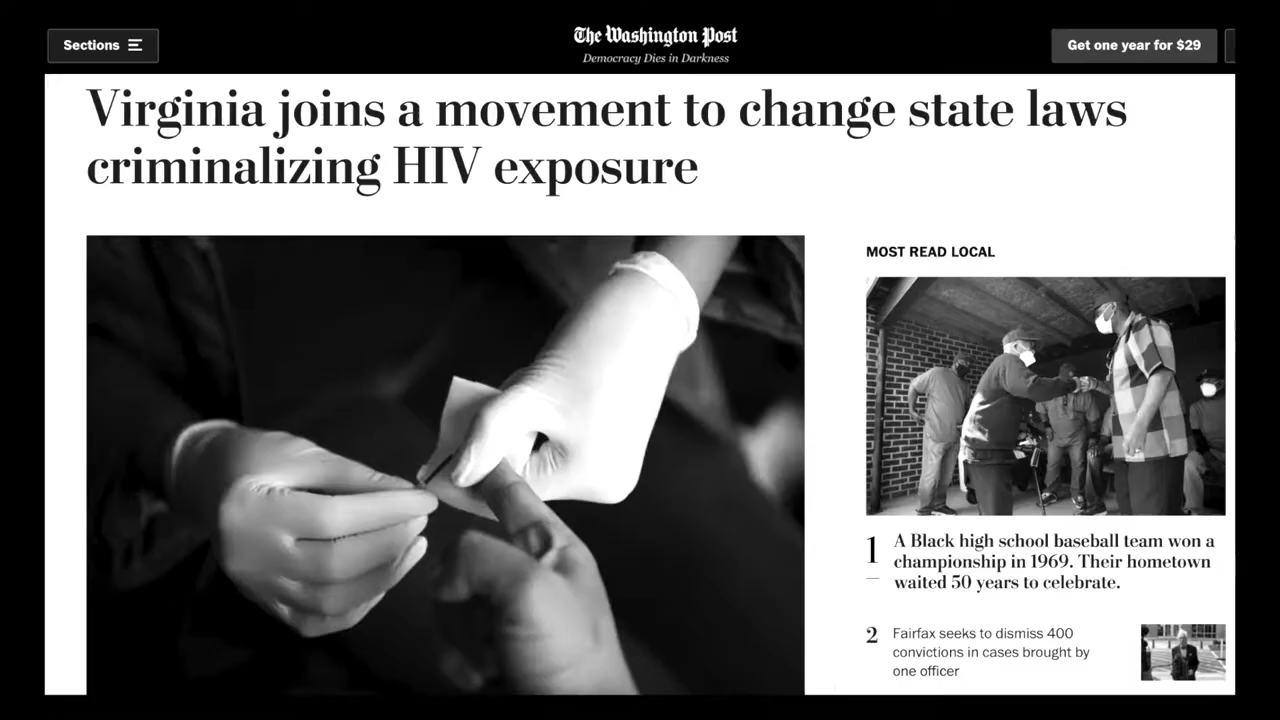 Sections
The Washington Post
Democracy Dies in Darkness
Get one year for $29
Virginia joins a movement to change state laws
criminalizing HIV exposure
MOST READ LOCAL
1
A Black high school baseball team won a
championship in 1969. Their hometown
waited 50 years to celebrate.
2
Fairfax seeks to dismiss 400
convictions in cases brought by
one officer